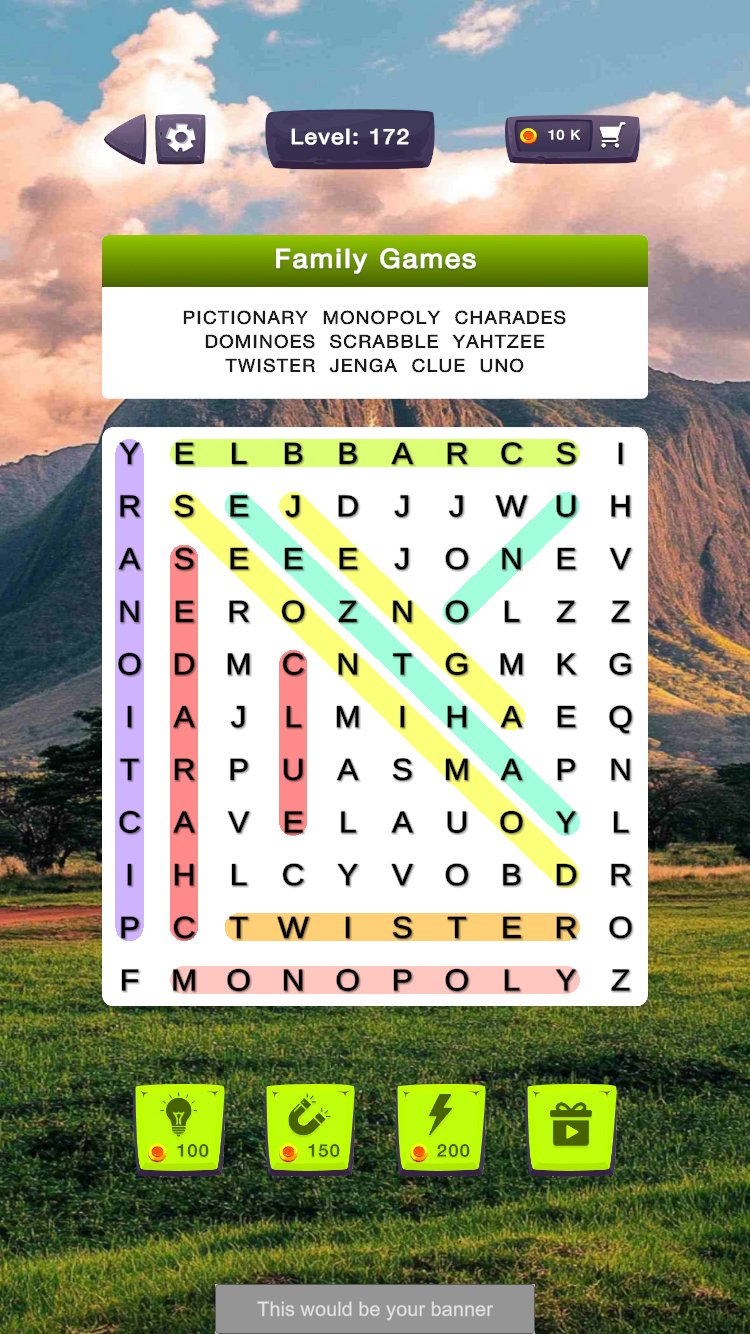 Level: 172
10 K
Family Games
PICTIONARY MONOPOLY CHARADES
DOMINOES SCRABBLE YAHTZEE
TWISTER JENGA CLUE UNO
Y E L B B A R C S I
R S E J D J J W U H
A S E E E J O N E V
N E R O Z N O L Z Z
O D M C N T G M K G
I A J L M I H A E Q
T R P U A S M A P N
C A V E L A U O Y L
I H L C Y V O B D R
P C T W I S T E R O
F M O N O P O L Y Z
100 150 200
This would be your banner